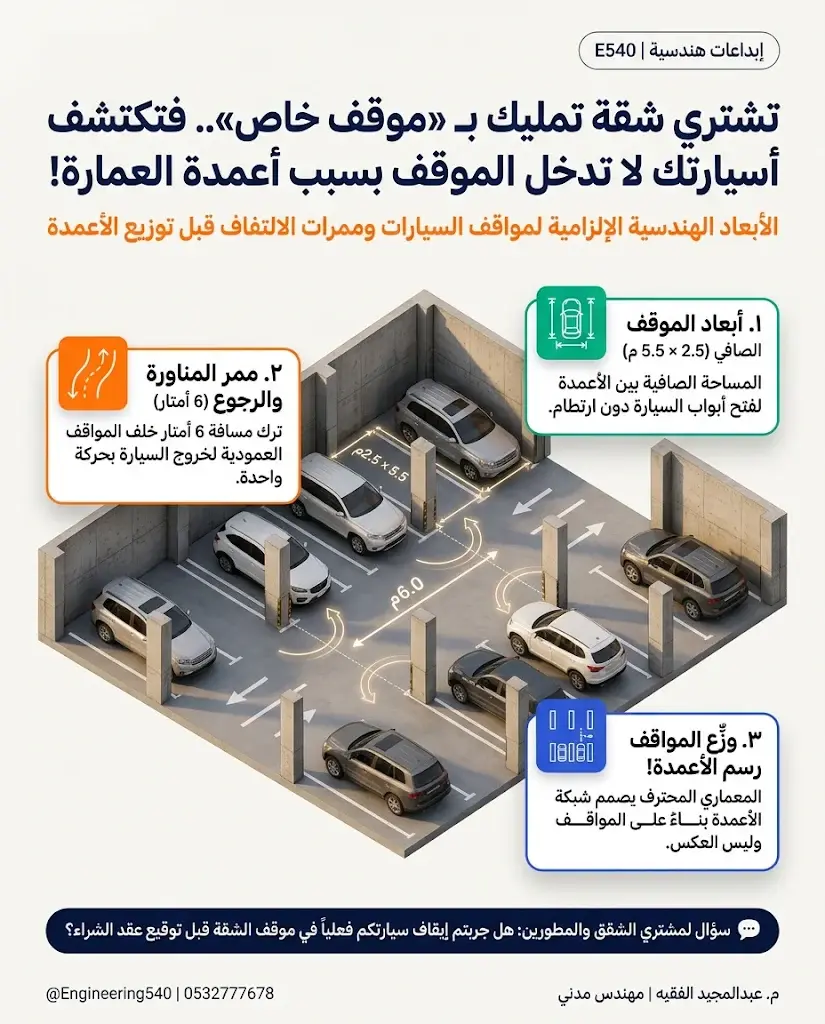 إبداعات هندسية | E540
تشتري شقة تمليك بـ «موقف خاص».. فتكتشف
أسيارتك لا تدخل الموقف بسبب أعمدة العمارة!
الأبعاد الهندسية الإلزامية لمواقف السيارات وممرات الالتفاف قبل توزيع الأعمدة
١. أبعاد الموقف
الصافي (2.5 × 5.5 م)
المساحة الصافية بين الأعمدة
لفتح أبواب السيارة دون ارتطام.
٢. ممر المناورة
والرجوع (6 أمتار)
ترك مسافة 6 أمتار خلف المواقف
العمودية لخروج السيارة بحركة
واحدة.
2.5 × 5.5م
6.0م
٣. وزِّع المواقف
رسم الأعمدة!
المعماري المحترف يصمم شبكة
الأعمدة بناءً على المواقف
وليس العكس.
سؤال لمشتري الشقق والمطورين: هل جربتم إيقاف سيارتكم فعلياً في موقف الشقة قبل توقيع عقد الشراء؟
م. عبدالمجيد الفقيه | مهندس مدني
@Engineering540 | 0532777678